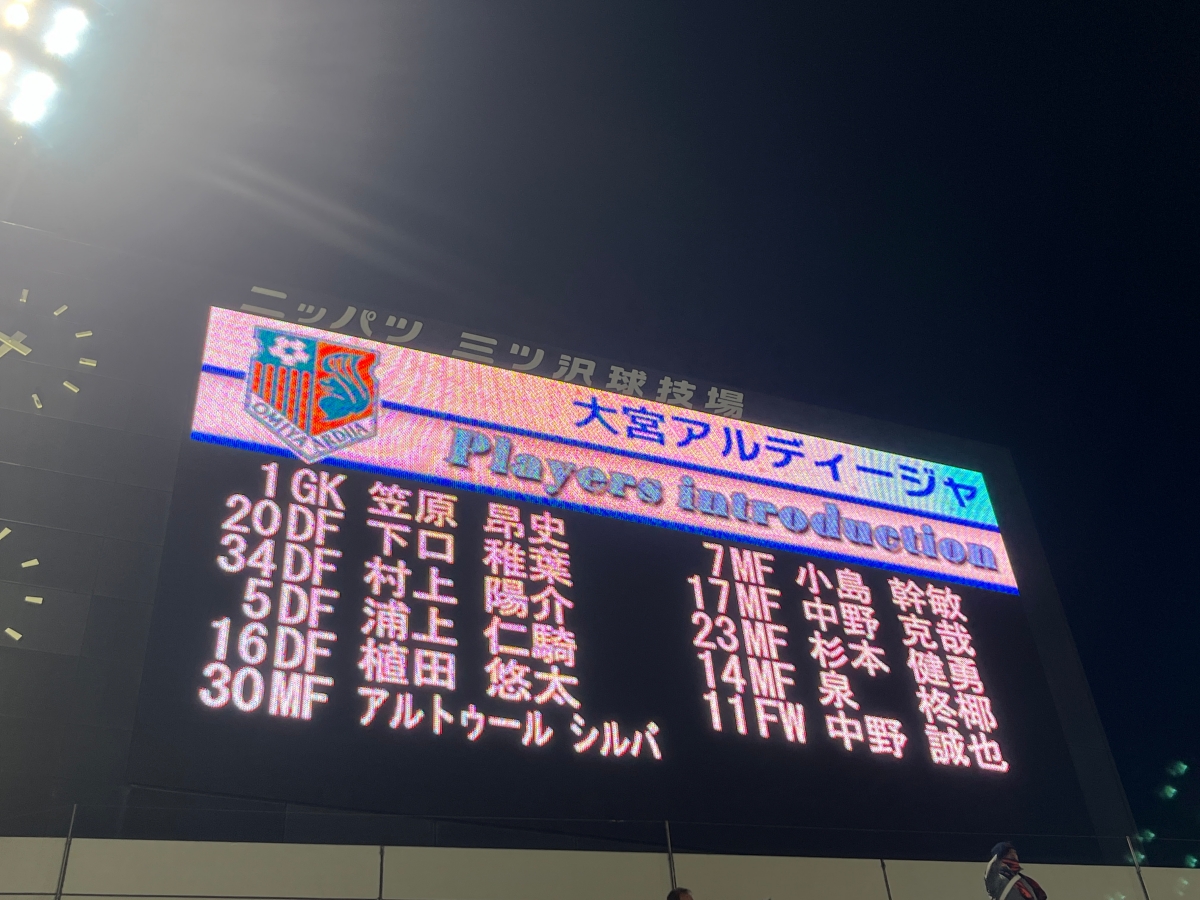 ニッパツ 三ツ沢球技場
大宮アルディージャ
OMIYA ARDIJA
Players introduction
1 GK 笠原 昂史
20 DF 下口 稚葉
34 DF 村上 陽介
5 DF 浦上 仁騎
16 DF 植田 悠太
30 MF アルトゥール シルバ
7 MF 小島 幹敏
17 MF 中野 克哉
23 MF 杉本 健勇
14 MF 泉 柊椰
11 FW 中野 誠也